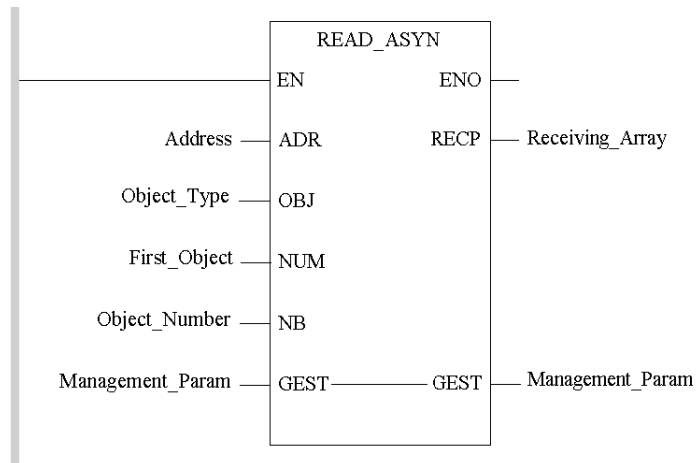 READ_ASYN
EN ENO
Address ADR RECP Receiving_Array
Object_Type OBJ
First_Object NUM
Object_Number NB
Management_Param GEST GEST Management_Param